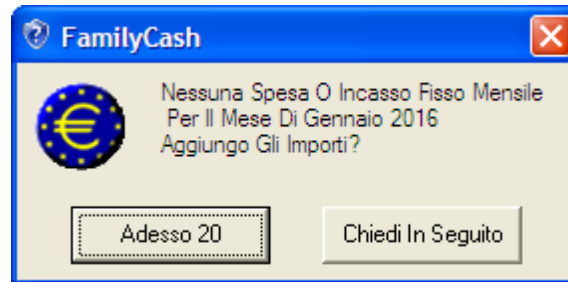 FamilyCash
Nessuna Spesa O Incasso Fisso Mensile
Per Il Mese Di Gennaio 2016
Aggiungo Gli Importi?
Adesso 20
Chiedi In Seguito